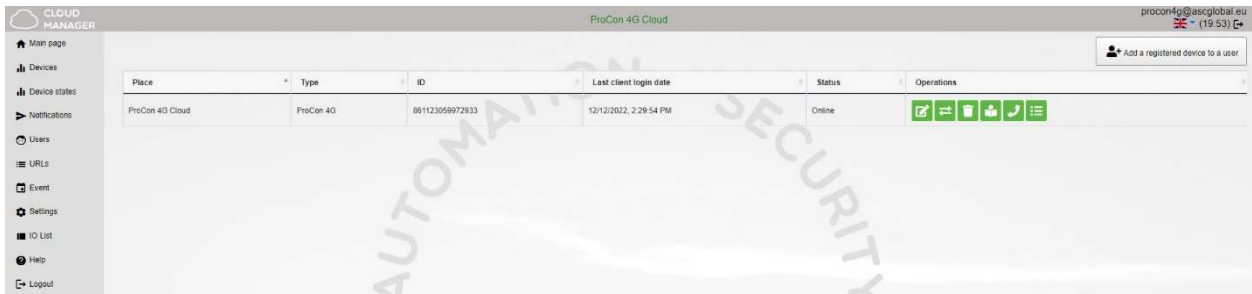 CLOUD
MANAGER
ProCon 4G Cloud
procon4g@ascglobal.eu
(19:53)
Main page
Devices
Device states
Notifications
Users
URLs
Event
Settings
IO List
Help
Logout
Add a registered device to a user
Place Type ID Last client login date Status Operations
ProCon 4G Cloud ProCon 4G 861123059972933 12/12/2022, 2:29:54 PM Online
AUTOMATION SECURITY